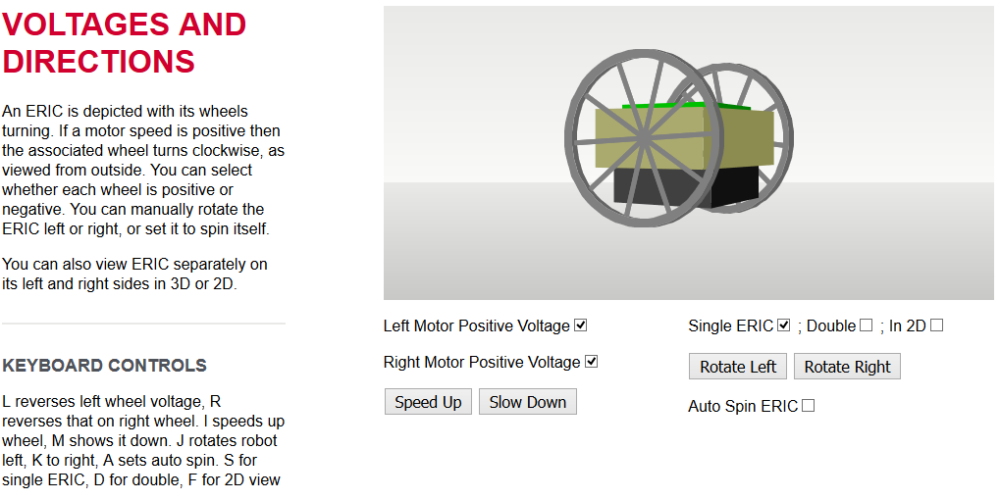 VOLTAGES AND
DIRECTIONS
An ERIC is depicted with its wheels
turning. If a motor speed is positive then
the associated wheel turns clockwise, as
viewed from outside. You can select
whether each wheel is positive or
negative. You can manually rotate the
ERIC left or right, or set it to spin itself.
You can also view ERIC separately on
its left and right sides in 3D or 2D.
KEYBOARD CONTROLS
L reverses left wheel voltage, R
reverses that on right wheel. I speeds up
wheel, M shows it down. J rotates robot
left, K to right, A sets auto spin. S for
single ERIC, D for double, F for 2D view
Left Motor Positive Voltage
Right Motor Positive Voltage
Speed Up Slow Down
Single ERIC ; Double ; In 2D
Rotate Left Rotate Right
Auto Spin ERIC